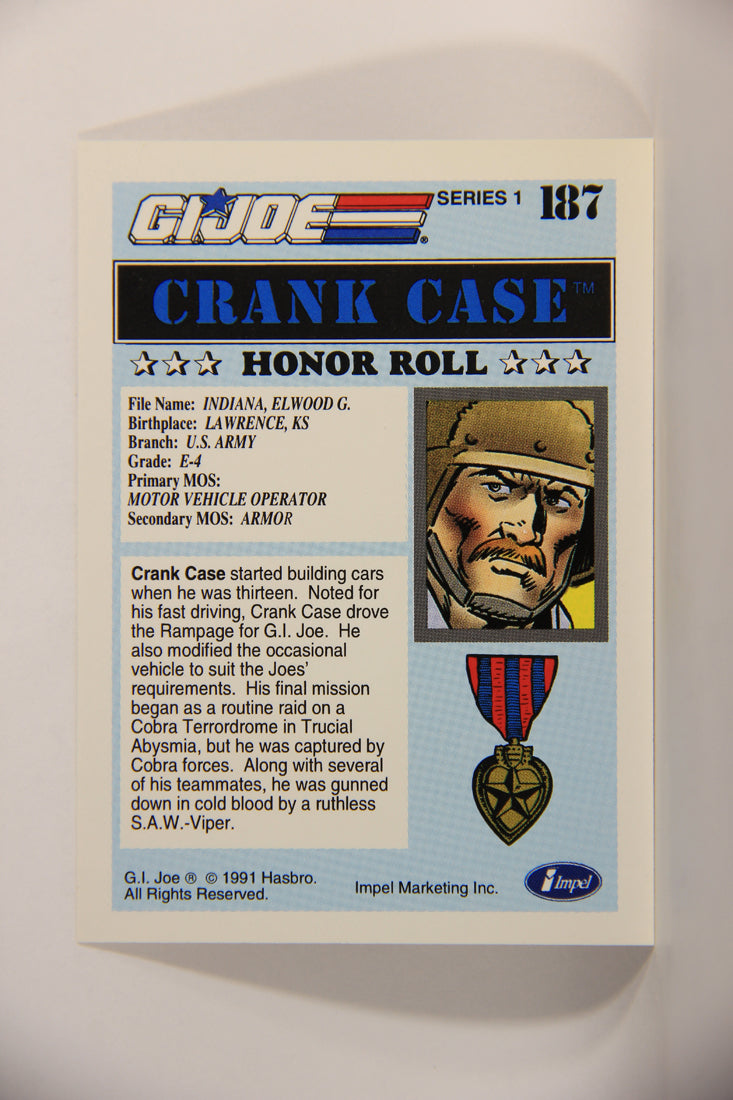 G.I.JOE ® SERIES 1 187
CRANK CASE™
HONOR ROLL
File Name: INDIANA, ELWOOD G.
Birthplace: LAWRENCE, KS
Branch: U.S. ARMY
Grade: E-4
Primary MOS:
MOTOR VEHICLE OPERATOR
Secondary MOS: ARMOR
Crank Case started building cars
when he was thirteen. Noted for
his fast driving, Crank Case drove
the Rampage for G.I. Joe. He
also modified the occasional
vehicle to suit the Joes'
requirements. His final mission
began as a routine raid on a
Cobra Terrordrome in Trucial
Abysmia, but he was captured by
Cobra forces. Along with several
of his teammates, he was gunned
down in cold blood by a ruthless
S.A.W.-Viper.
G.I. Joe ® © 1991 Hasbro.
All Rights Reserved.
Impel Marketing Inc.
Impel